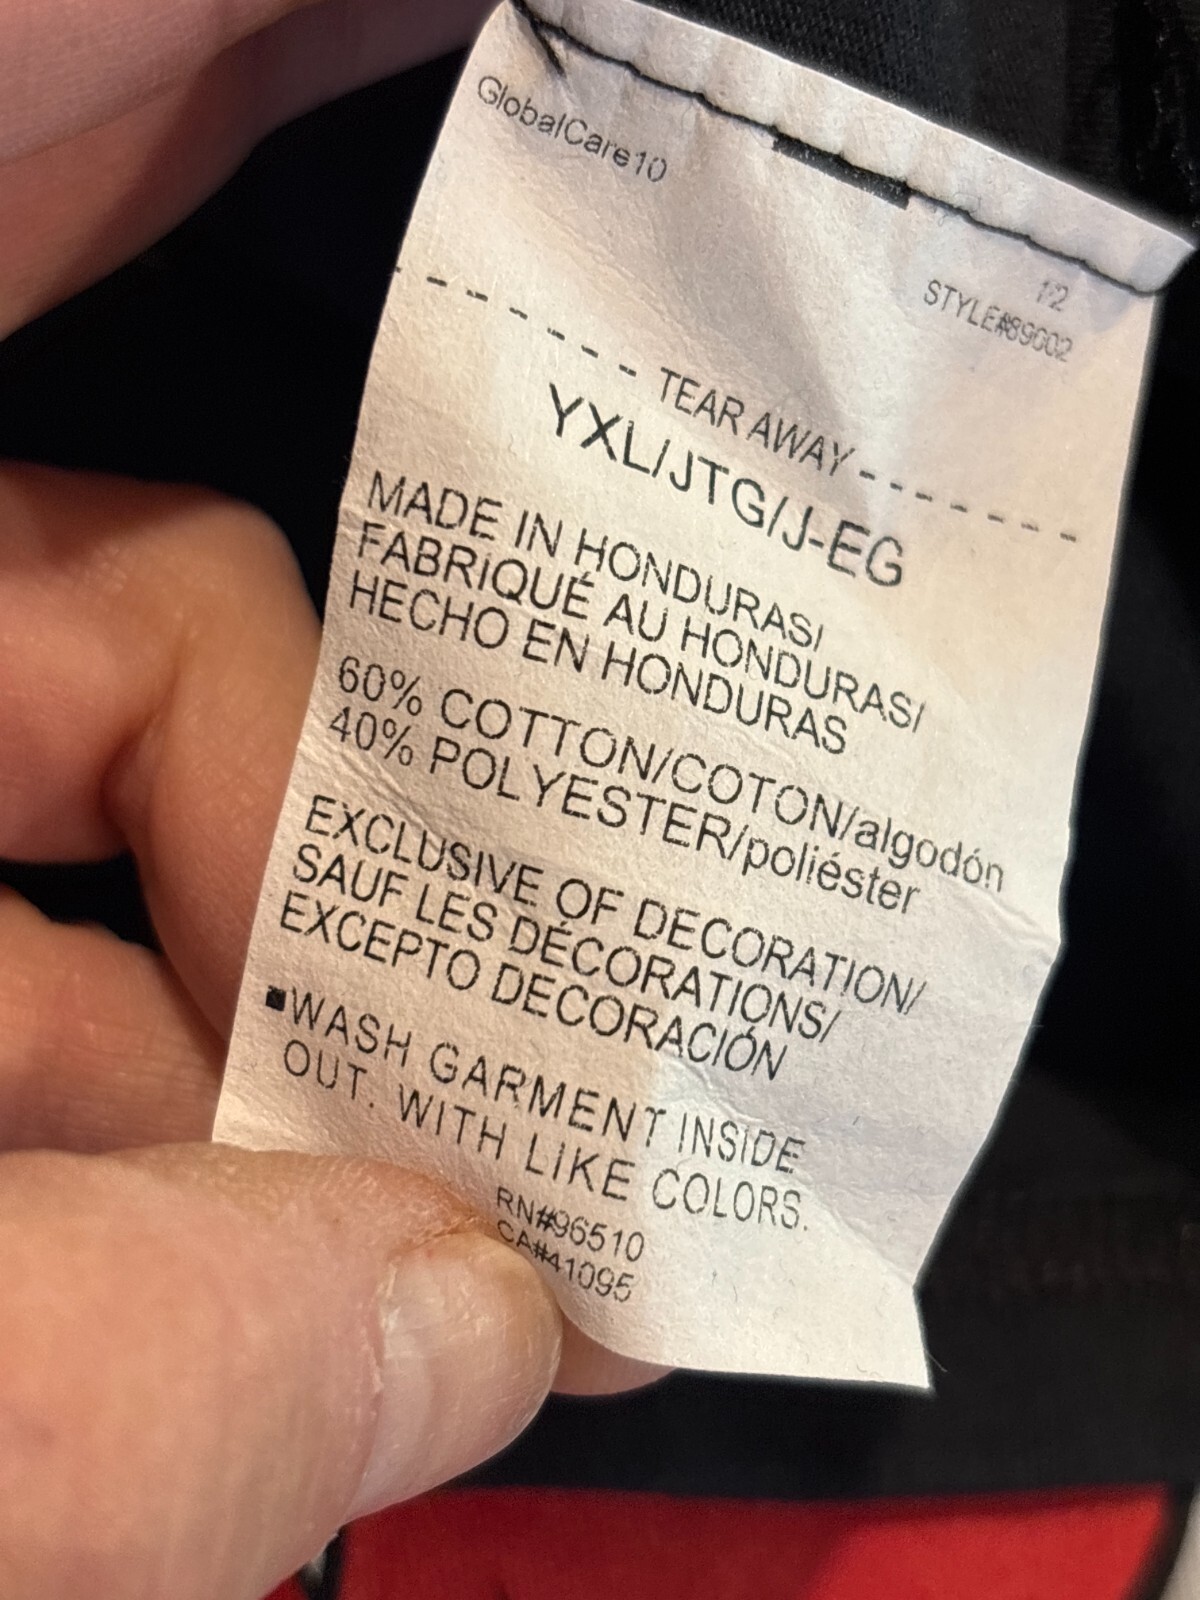 GlobalCare10
12
STYLE#89002
- - - - - - TEAR AWAY - - - - - - -
YXL/JTG/J-EG
MADE IN HONDURAS/
FABRIQUÉ AU HONDURAS/
HECHO EN HONDURAS
60% COTTON/COTON/algodón
40% POLYESTER/poliéster
EXCLUSIVE OF DECORATION/
SAUF LES DÉCORATIONS/
EXCEPTO DECORACIÓN
■WASH GARMENT INSIDE
OUT. WITH LIKE COLORS.
RN#96510
CA#41095